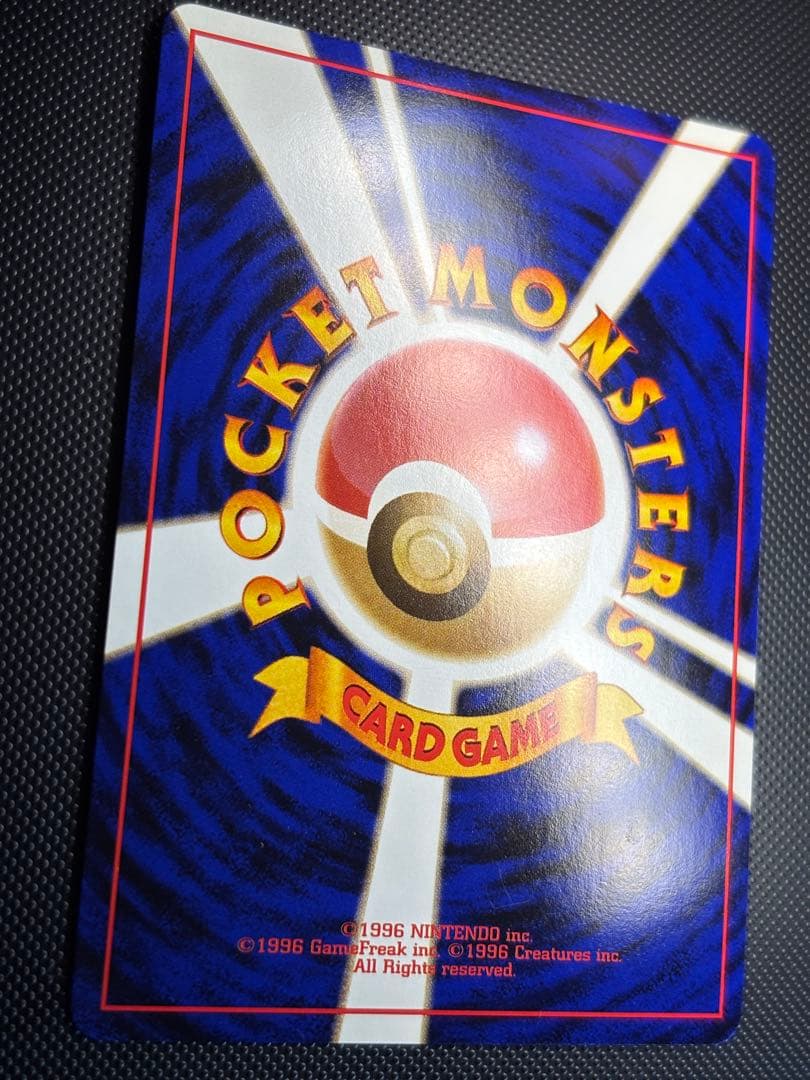 POCKET MONSTERS
CARD GAME
©1996 NINTENDO inc.
©1996 GameFreak inc. ©1996 Creatures inc.
All Rights reserved.